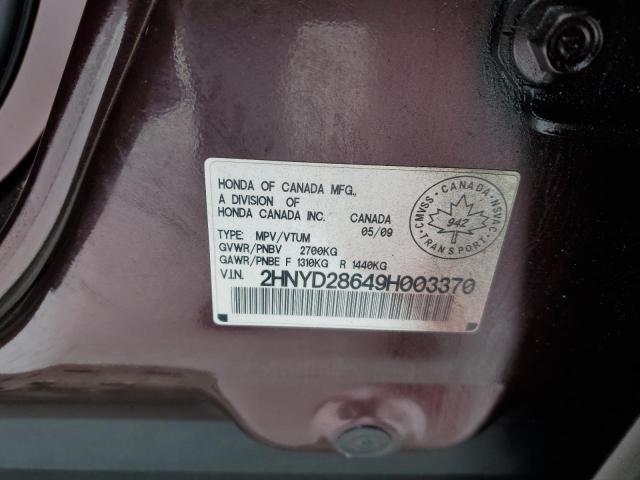 HONDA OF CANADA MFG.,
A DIVISION OF
HONDA CANADA INC. CANADA
05/09
TYPE: MPV/VTUM
GVWR/PNBV 2700KG
GAWR/PNBE F 1310KG R 1440KG
V.I.N. 2HNYD28649H003370
CMVSS • CANADA • NSVAC
942
TRANSPORT